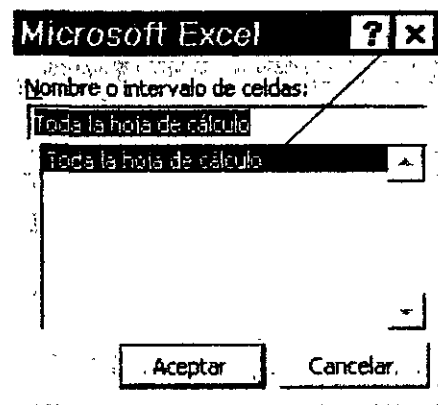 Microsoft Excel ? ×
Nombre o intervalo de celdas:
Toda la hoja de cálculo
Toda la hoja de cálculo
Aceptar Cancelar